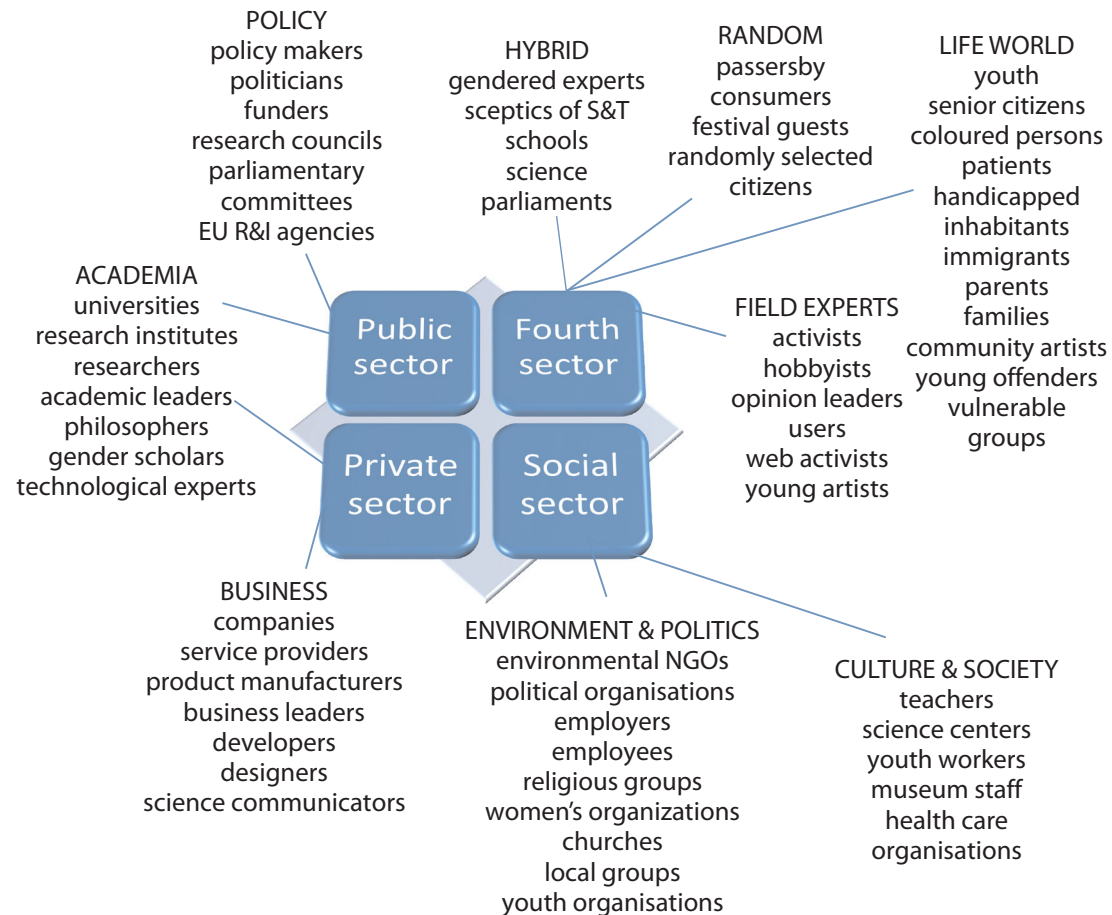 POLICY
policy makers
politicians
funders
research councils
parliamentary
committees
EU R&I agencies
HYBRID
gendered experts
sceptics of S&T
schools
science
parliaments
RANDOM
passersby
consumers
festival guests
randomly selected
citizens
LIFE WORLD
youth
senior citizens
coloured persons
patients
handicapped
inhabitants
immigrants
parents
families
community artists
young offenders
vulnerable
groups
ACADEMIA
universities
research institutes
researchers
academic leaders
philosophers
gender scholars
technological experts
Public
sector
Fourth
sector
FIELD EXPERTS
activists
hobbyists
opinion leaders
users
web activists
young artists
Private
sector
Social
sector
BUSINESS
companies
service providers
product manufacturers
business leaders
developers
designers
science communicators
ENVIRONMENT & POLITICS
environmental NGOs
political organisations
employers
employees
religious groups
women’s organizations
churches
local groups
youth organisations
CULTURE & SOCIETY
teachers
science centers
youth workers
museum staff
health care
organisations